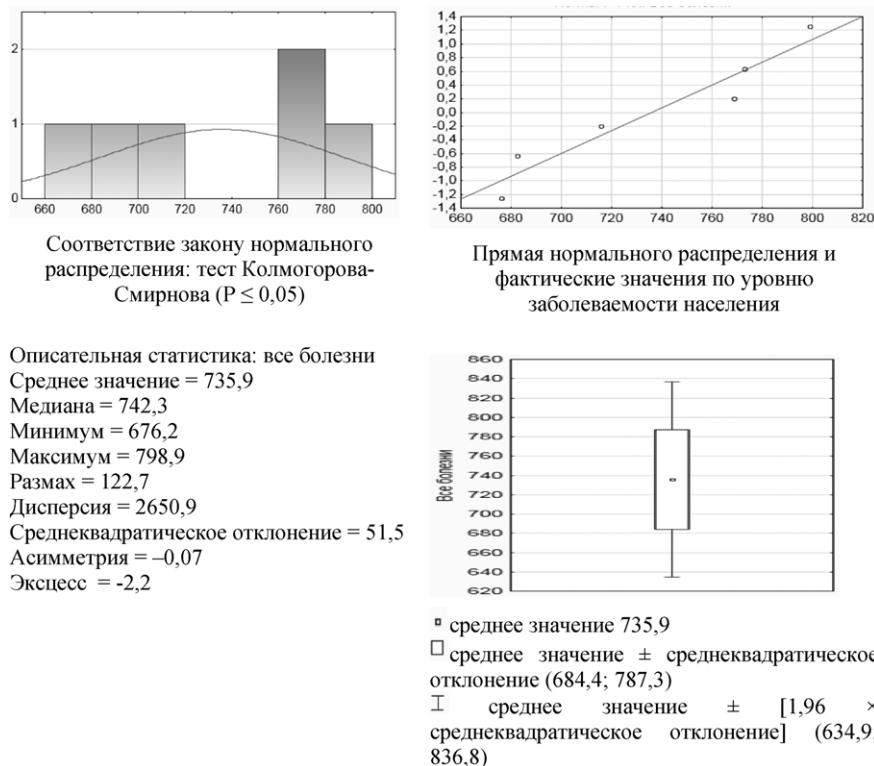 2
1
0
660 680 700 720 740 760 780 800
Соответствие закону нормального
распределения: тест Колмогорова-
Смирнова (P ≤ 0,05)
1,4
1,2
1,0
0,8
0,6
0,4
0,2
0,0
-0,2
-0,4
-0,6
-0,8
-1,0
-1,2
-1,4
660 680 700 720 740 760 780 800 820
Прямая нормального распределения и
фактические значения по уровню
заболеваемости населения
Описательная статистика: все болезни
Среднее значение = 735,9
Медиана = 742,3
Минимум = 676,2
Максимум = 798,9
Размах = 122,7
Дисперсия = 2650,9
Среднеквадратическое отклонение = 51,5
Асимметрия = –0,07
Эксцесс = -2,2
Все болезни
860
840
820
800
780
760
740
720
700
680
660
640
620
среднее значение 735,9
среднее значение ± среднеквадратическое
отклонение (684,4; 787,3)
среднее значение ± [1,96 ×
среднеквадратическое отклонение] (634,9;
836,8)